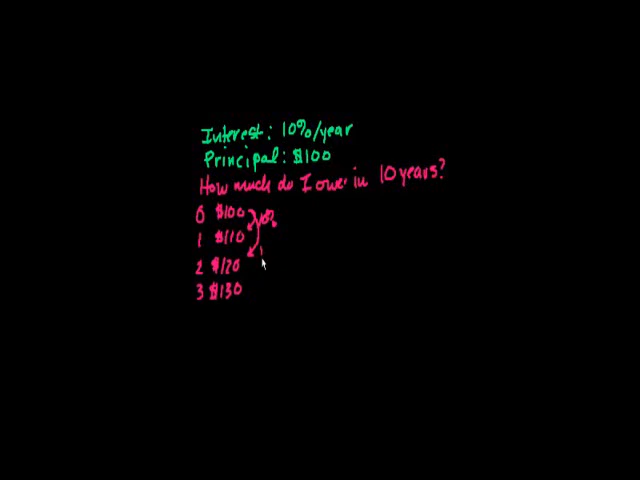 Interest: 10%/year
Principal: $100
How much do I owe in 10 years?
0 $100 10%
1 $110
2 $120
3 $130